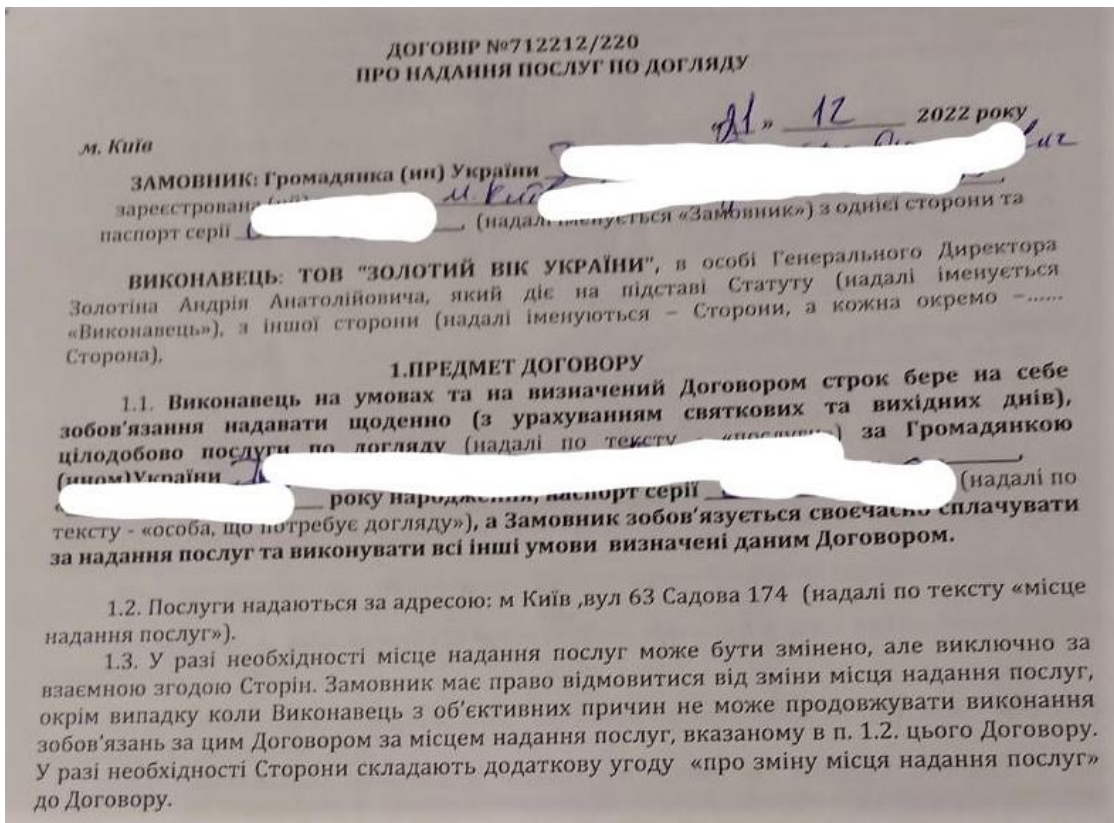 ДОГОВІР №712212/220
ПРО НАДАННЯ ПОСЛУГ ПО ДОГЛЯДУ
м. Київ
«21» 12 2022 року
ЗАМОВНИК: Громадянка (ин) України
зареєстрована м. Київ
паспорт серії , (надалі іменується «Замовник») з однієї сторони та
ВИКОНАВЕЦЬ: ТОВ "ЗОЛОТИЙ ВІК УКРАЇНИ", в особі Генерального Директора
Золотіна Андрія Анатолійовича, який діє на підставі Статуту (надалі іменується
«Виконавець»), з іншої сторони (надалі іменуються – Сторони, а кожна окремо –......
Сторона),
1.ПРЕДМЕТ ДОГОВОРУ
1.1. Виконавець на умовах та на визначений Договором строк бере на себе
зобов'язання надавати щоденно (з урахуванням святкових та вихідних днів),
цілодобово послуги по догляду (надалі по тексту «послуги») за Громадянкою
(ином)України
року народження, паспорт серії (надалі по
тексту - «особа, що потребує догляду»), а Замовник зобов'язується своєчасно сплачувати
за надання послуг та виконувати всі інші умови визначені даним Договором.
1.2. Послуги надаються за адресою: м Київ ,вул 63 Садова 174 (надалі по тексту «місце
надання послуг»).
1.3. У разі необхідності місце надання послуг може бути змінено, але виключно за
взаємною згодою Сторін. Замовник має право відмовитися від зміни місця надання послуг,
окрім випадку коли Виконавець з об'єктивних причин не може продовжувати виконання
зобов'язань за цим Договором за місцем надання послуг, вказаному в п. 1.2. цього Договору.
У разі необхідності Сторони складають додаткову угоду «про зміну місця надання послуг»
до Договору.